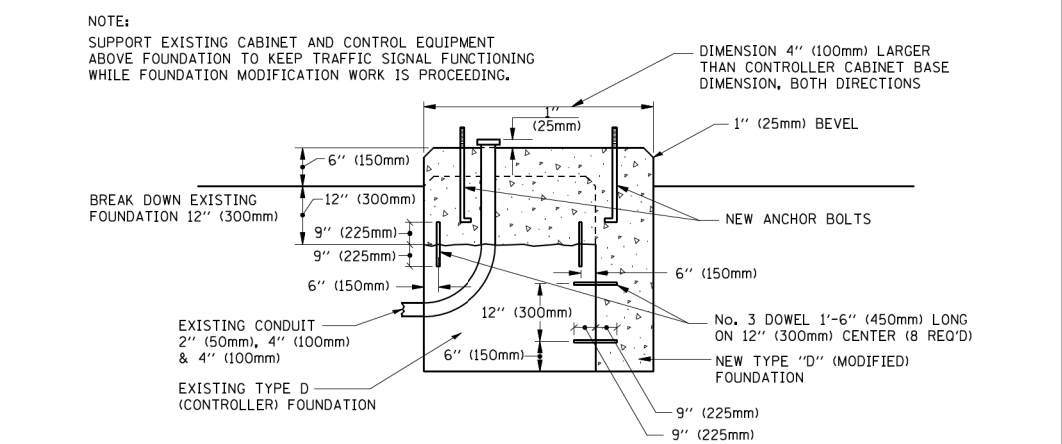 NOTE:
SUPPORT EXISTING CABINET AND CONTROL EQUIPMENT
ABOVE FOUNDATION TO KEEP TRAFFIC SIGNAL FUNCTIONING
WHILE FOUNDATION MODIFICATION WORK IS PROCEEDING.
DIMENSION 4'' (100mm) LARGER
THAN CONTROLLER CABINET BASE
DIMENSION, BOTH DIRECTIONS
1''
(25mm)
1'' (25mm) BEVEL
6'' (150mm)
BREAK DOWN EXISTING
FOUNDATION 12'' (300mm)
12'' (300mm)
NEW ANCHOR BOLTS
9'' (225mm)
9'' (225mm)
6'' (150mm)
6'' (150mm)
12'' (300mm)
EXISTING CONDUIT
2'' (50mm), 4'' (100mm)
& 4'' (100mm)
No. 3 DOWEL 1'-6'' (450mm) LONG
ON 12'' (300mm) CENTER (8 REQ'D)
6'' (150mm)
NEW TYPE "D" (MODIFIED)
FOUNDATION
EXISTING TYPE D
(CONTROLLER) FOUNDATION
9'' (225mm)
9'' (225mm)